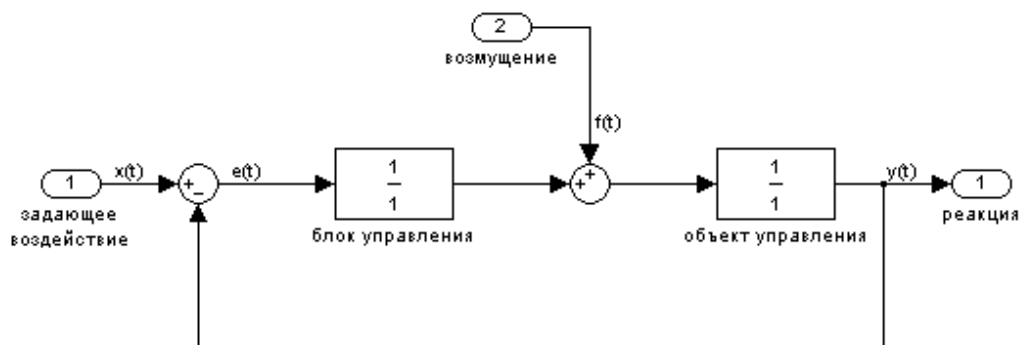 2
возмущение
f(t)
x(t)
e(t)
y(t)
1
+
−
1
1
+
+
1
1
1
задающее
воздействие
блок управления
объект управления
реакция